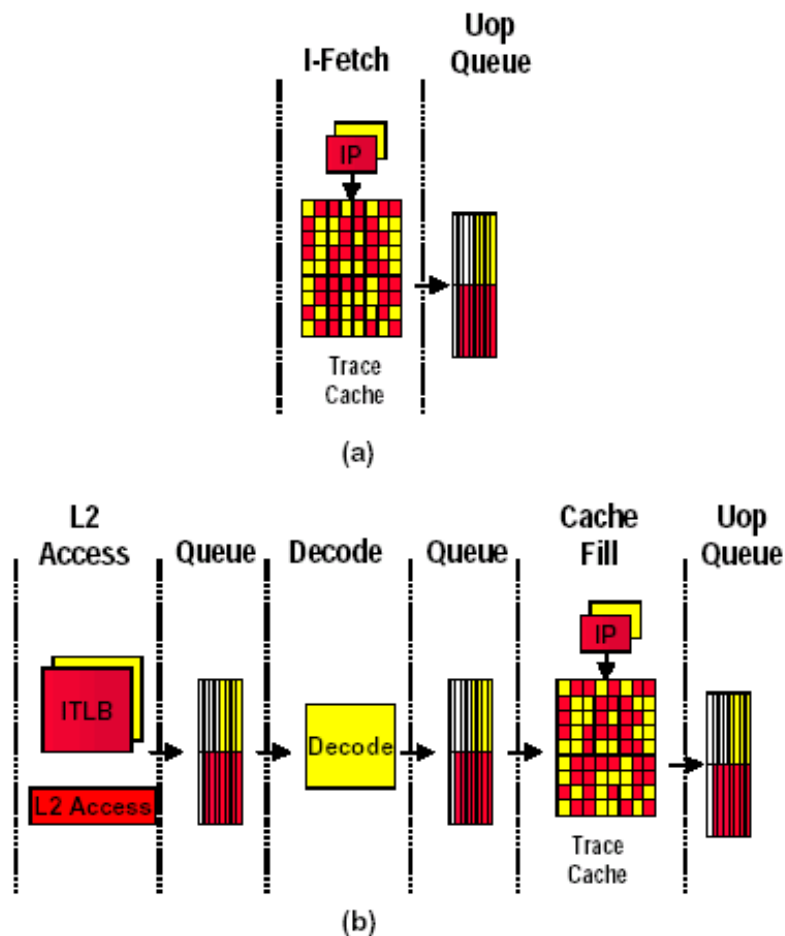 I-Fetch
Uop
Queue
IP
Trace
Cache
(a)
L2
Access
Queue
Decode
Queue
Cache
Fill
Uop
Queue
IP
ITLB
Decode
L2 Access
Trace
Cache
(b)